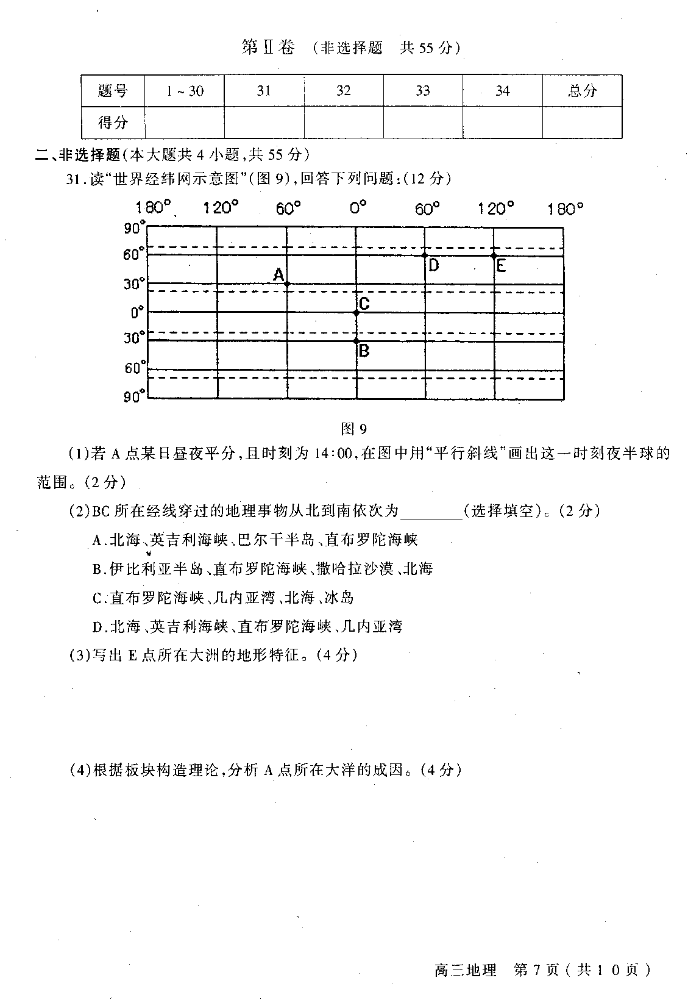 第Ⅱ卷 (非选择题 共55分)
题号 1~30 31 32 33 34 总分
得分
二、非选择题(本大题共4小题,共55分)
31.读“世界经纬网示意图”(图9),回答下列问题:(12分)
180° 120° 60° 0° 60° 120° 180°
90°
60°
D E
A
30°
C
0°
30°
B
60°
90°
图9
(1)若A点某日昼夜平分,且时刻为14:00,在图中用“平行斜线”画出这一时刻夜半球的
范围。(2分)
(2)BC所在经线穿过的地理事物从北到南依次为________(选择填空)。(2分)
A.北海、英吉利海峡、巴尔干半岛、直布罗陀海峡
B.伊比利亚半岛、直布罗陀海峡、撒哈拉沙漠、北海
C.直布罗陀海峡、几内亚湾、北海、冰岛
D.北海、英吉利海峡、直布罗陀海峡、几内亚湾
(3)写出E点所在大洲的地形特征。(4分)
(4)根据板块构造理论,分析A点所在大洋的成因。(4分)
高三地理 第7页(共10页)